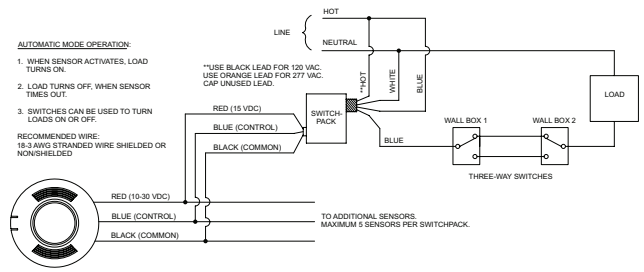 HOT
LINE
NEUTRAL
AUTOMATIC MODE OPERATION:
1. WHEN SENSOR ACTIVATES, LOAD
TURNS ON.
2. LOAD TURNS OFF, WHEN SENSOR
TIMES OUT.
3. SWITCHES CAN BE USED TO TURN
LOADS ON OR OFF.
RECOMMENDED WIRE:
18-3 AWG STRANDED WIRE SHIELDED OR
NON/SHIELDED
**USE BLACK LEAD FOR 120 VAC.
USE ORANGE LEAD FOR 277 VAC.
CAP UNUSED LEAD.
**HOT
WHITE
BLUE
LOAD
RED (15 VDC)
BLUE (CONTROL)
BLACK (COMMON)
SWITCH-
PACK
BLUE
WALL BOX 1
WALL BOX 2
THREE-WAY SWITCHES
RED (10-30 VDC)
BLUE (CONTROL)
BLACK (COMMON)
TO ADDITIONAL SENSORS.
MAXIMUM 5 SENSORS PER SWITCHPACK.